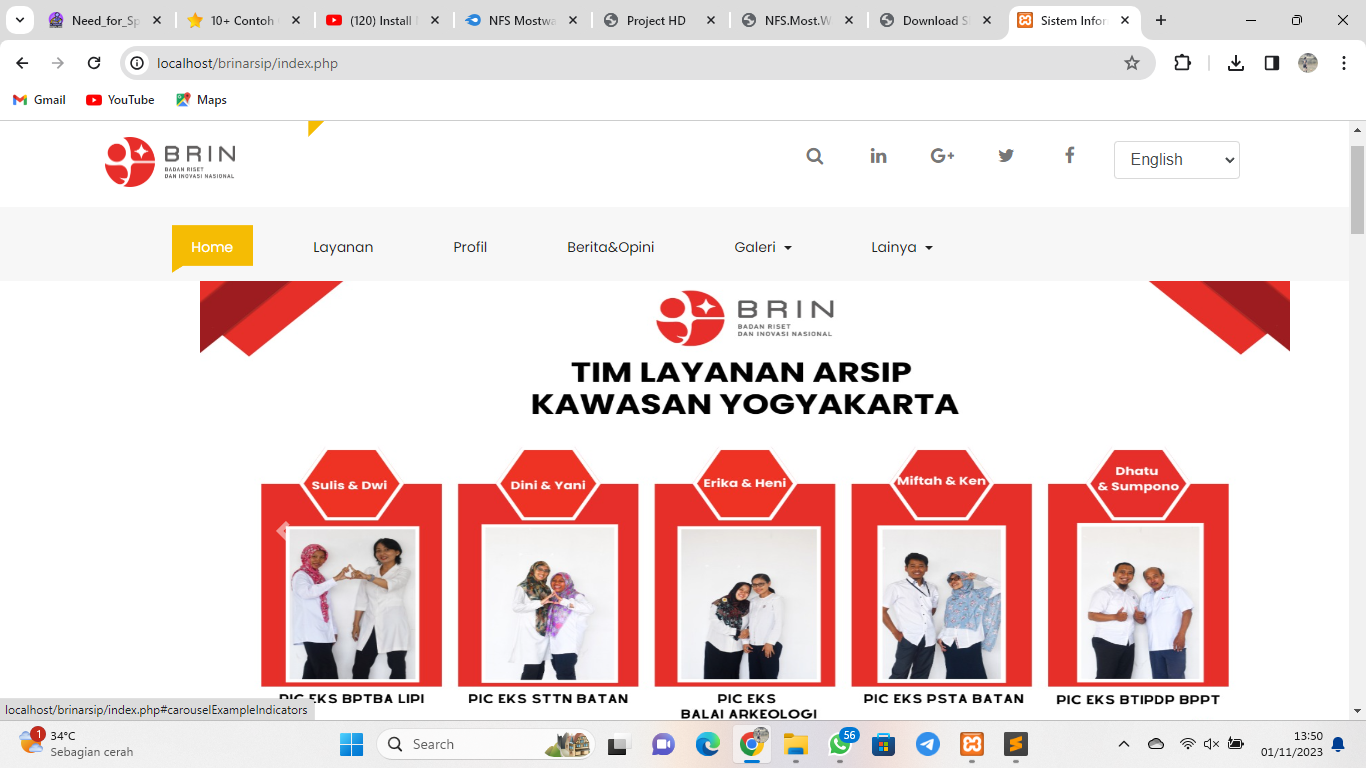 Need_for_Sp
10+ Contoh
(120) Install
NFS Mostwa
Project HD
NFS.Most.W
Download S
Sistem Infor
localhost/brinarsip/index.php
Gmail
YouTube
Maps
BRIN
BADAN RISET
DAN INOVASI NASIONAL
English
Home
Layanan
Profil
Berita&Opini
Galeri
Lainya
BRIN
BADAN RISET
DAN INOVASI NASIONAL
TIM LAYANAN ARSIP
KAWASAN YOGYAKARTA
Sulis & Dwi
Dini & Yani
Erika & Heni
Miftah & Ken
Dhatu
& Sumpono
PIC EKS BPTBA LIPI
PIC EKS STTN BATAN
PIC EKS
BALAI ARKEOLOGI
PIC EKS PSTA BATAN
PIC EKS BTIPDP BPPT
localhost/brinarsip/index.php#carouselExampleIndicators
1
34°C
Sebagian cerah
Search
56
13:50
01/11/2023